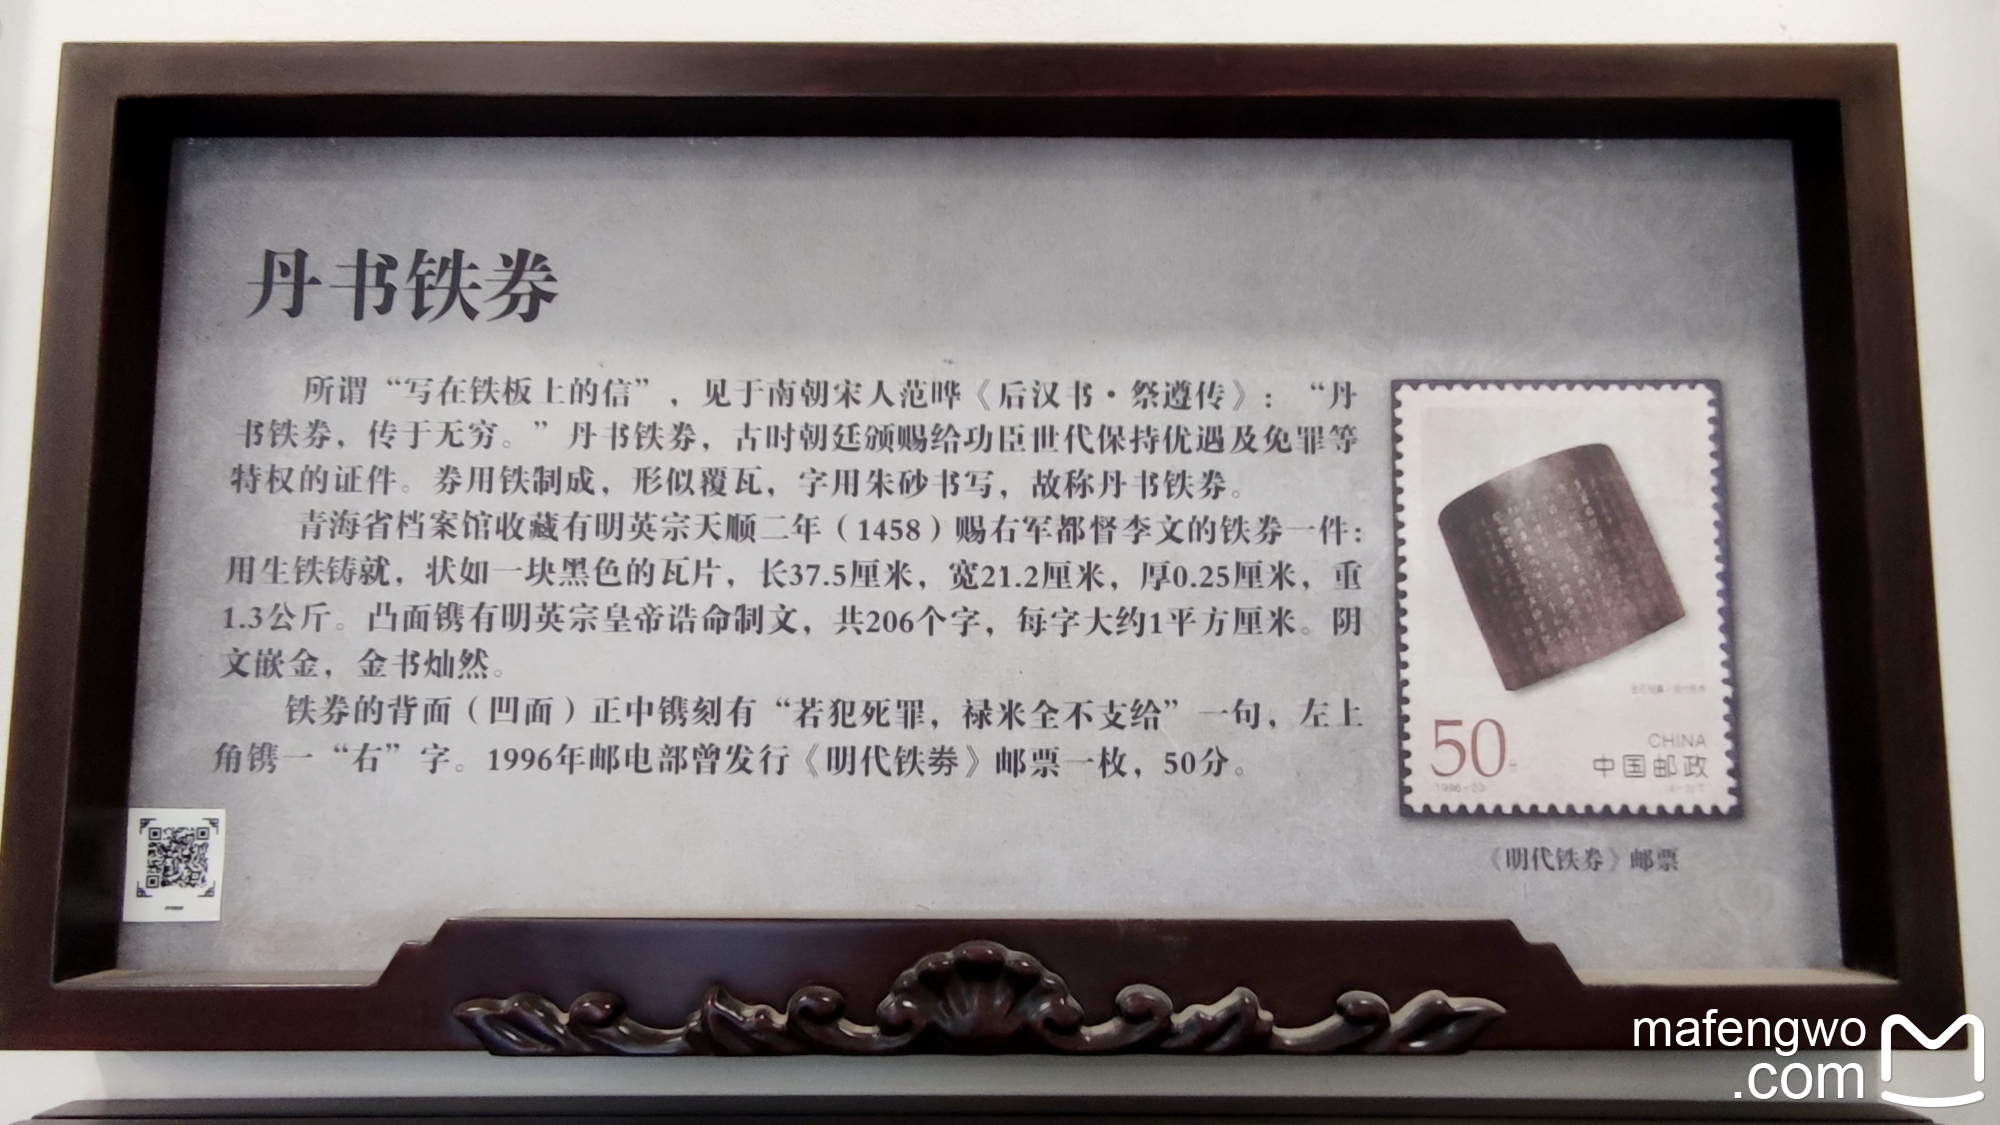 丹书铁券
所谓“写在铁板上的信”，见于南朝宋人范晔《后汉书·祭遵传》：“丹
书铁券，传于无穷。”丹书铁券，古时朝廷颁赐给功臣世代保持优遇及免罪等
特权的证件。券用铁制成，形似覆瓦，字用朱砂书写，故称丹书铁券。
青海省档案馆收藏有明英宗天顺二年（1458）赐右军都督李文的铁券一件：
用生铁铸就，状如一块黑色的瓦片，长37.5厘米，宽21.2厘米，厚0.25厘米，重
1.3公斤。凸面镌有明英宗皇帝诰命制文，共206个字，每字大约1平方厘米。阴
文嵌金，金书灿然。
铁券的背面（凹面）正中镌刻有“若犯死罪，禄米全不支给”一句，左上
角镌一“右”字。1996年邮电部曾发行《明代铁券》邮票一枚，50分。
50
CHINA
中国邮政
1996-20
《明代铁券》邮票
mafengwo
.com